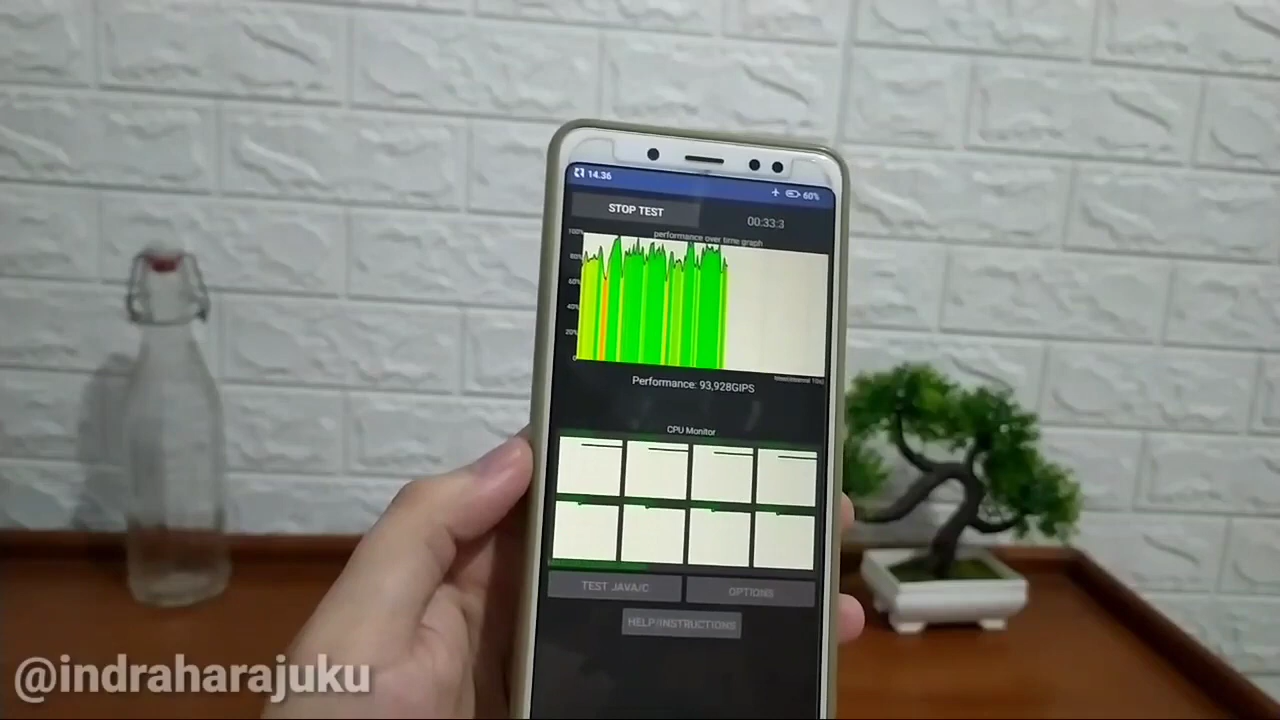 14.36
60%
STOP TEST
00:33:3
performance over time graph
100%
80%
60%
40%
20%
0
Performance: 93,928GIPS
CPU Monitor
TEST JAVA/C
OPTIONS
HELP/INSTRUCTIONS
@indraharajuku